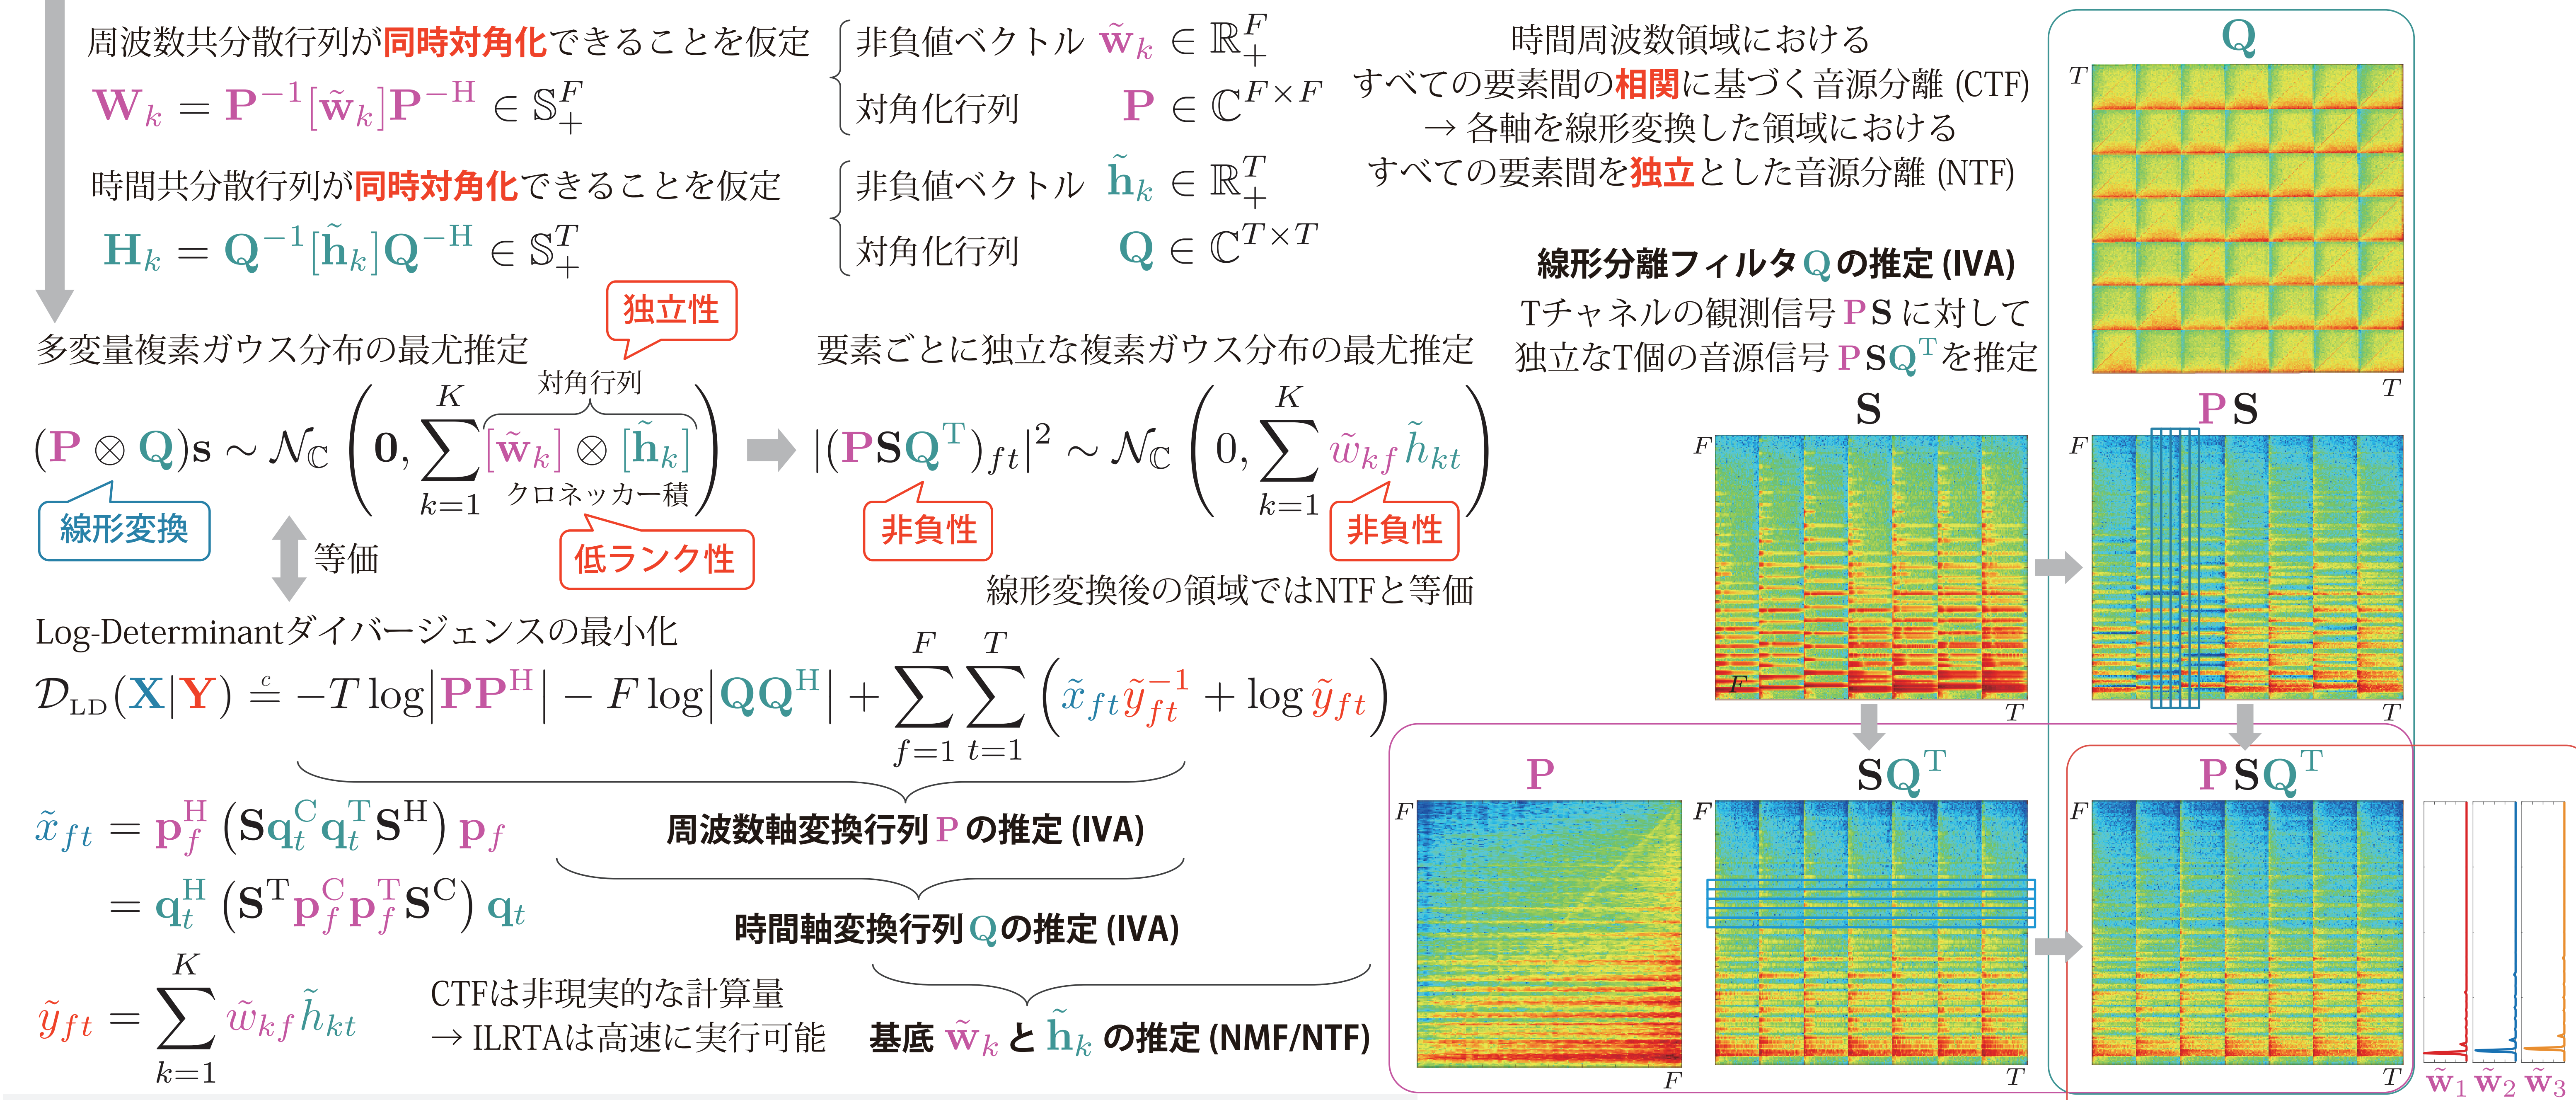 周波数共分散行列が同時対角化できることを仮定
W_k = P^{-1}[w̃_k]P^{-H} ∈ 𝕊_+^F
非負値ベクトル w̃_k ∈ ℝ_+^F
対角化行列 P ∈ ℂ^{F×F}
時間共分散行列が同時対角化できることを仮定
H_k = Q^{-1}[h̃_k]Q^{-H} ∈ 𝕊_+^T
非負値ベクトル h̃_k ∈ ℝ_+^T
対角化行列 Q ∈ ℂ^{T×T}
独立性
多変量複素ガウス分布の最尤推定
対角行列
(P ⊗ Q)s ∼ 𝒩_ℂ (0, ∑_{k=1}^{K} [w̃_k] ⊗ [h̃_k])
クロネッカー積
線形変換
低ランク性
等価
要素ごとに独立な複素ガウス分布の最尤推定
|(PSQ^T)_{ft}|^2 ∼ 𝒩_ℂ (0, ∑_{k=1}^{K} w̃_{kf} h̃_{kt})
非負性
非負性
線形変換後の領域ではNTFと等価
Log-Determinantダイバージェンスの最小化
𝒟_{LD}(X|Y) =^c −T log|PP^H| − F log|QQ^H| + ∑_{f=1}^{F} ∑_{t=1}^{T} (x̃_{ft} ỹ_{ft}^{-1} + log ỹ_{ft})
周波数軸変換行列 P の推定 (IVA)
時間軸変換行列 Q の推定 (IVA)
基底 w̃_k と h̃_k の推定 (NMF/NTF)
x̃_{ft} = p_f^H (S q_t^C q_t^T S^H) p_f
= q_t^H (S^T p_f^C p_f^T S^C) q_t
ỹ_{ft} = ∑_{k=1}^{K} w̃_{kf} h̃_{kt}
CTFは非現実的な計算量
→ ILRTAは高速に実行可能
時間周波数領域における
すべての要素間の相関に基づく音源分離 (CTF)
→ 各軸を線形変換した領域における
すべての要素間を独立とした音源分離 (NTF)
線形分離フィルタ Q の推定 (IVA)
Tチャネルの観測信号 P S に対して
独立なT個の音源信号 P S Q^T を推定
Q
T
T
S
F
F
T
P S
F
T
P
F
F
S Q^T
F
T
P S Q^T
F
T
w̃_1 w̃_2 w̃_3